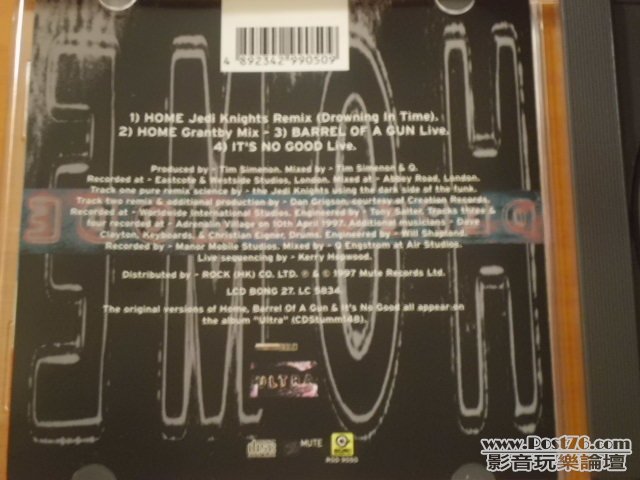 4 892342 990509
1) HOME Jedi Knights Remix (Drowning In Time).
2) HOME Grantby Mix - 3) BARREL OF A GUN Live.
4) IT'S NO GOOD Live.
Produced by - Tim Simenon. Mixed by - Tim Simenon & Q.
Recorded at - Eastcote & Westside Studios, London. Mixed at - Abbey Road, London.
Track one pure remix science by - the Jedi Knights using the dark side of the funk.
Track two remix & additional production by - Dan Grigson, courtesy of Creation Records.
Recorded at - Worldwide International Studios. Engineered by - Tony Salter. Tracks three &
four recorded at - Adrenalin Village on 10th April 1997. Additional musicians - Dave
Clayton, Keyboards, & Christian Eigner, Drums. Engineered by - Will Shapland.
Recorded by - Manor Mobile Studios. Mixed by - Q Engstrom at Air Studios.
Live sequencing by - Kerry Hopwood.
Distributed by - ROCK (HK) CO. LTD. ℗ & © 1997 Mute Records Ltd.
LCD BONG 27. LC 5834.
The original versions of Home, Barrel Of A Gun & It's No Good all appear on
the album "Ultra" (CDStumm148).
ULTRA
MUTE
ROD 9050
www.Post76.com
影音玩樂論壇